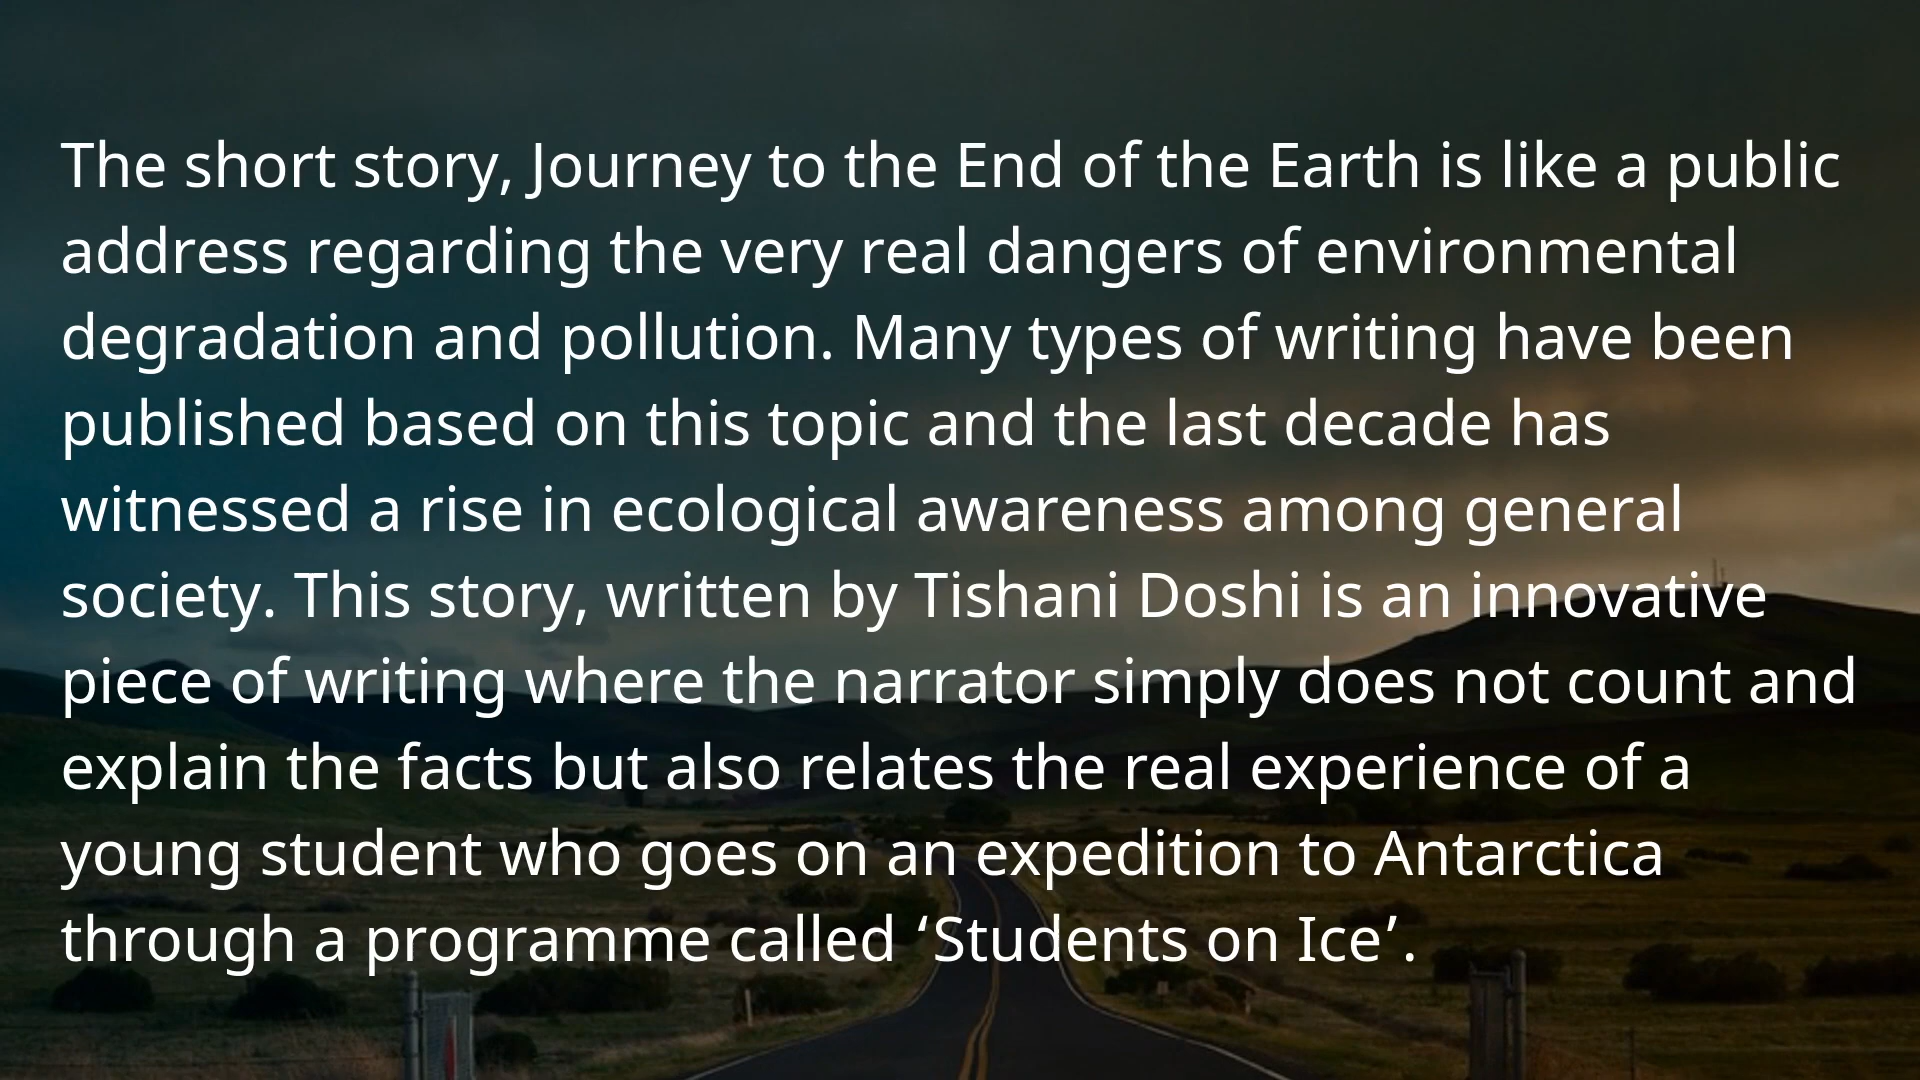 The short story, Journey to the End of the Earth is like a public
address regarding the very real dangers of environmental
degradation and pollution. Many types of writing have been
published based on this topic and the last decade has
witnessed a rise in ecological awareness among general
society. This story, written by Tishani Doshi is an innovative
piece of writing where the narrator simply does not count and
explain the facts but also relates the real experience of a
young student who goes on an expedition to Antarctica
through a programme called ‘Students on Ice’.